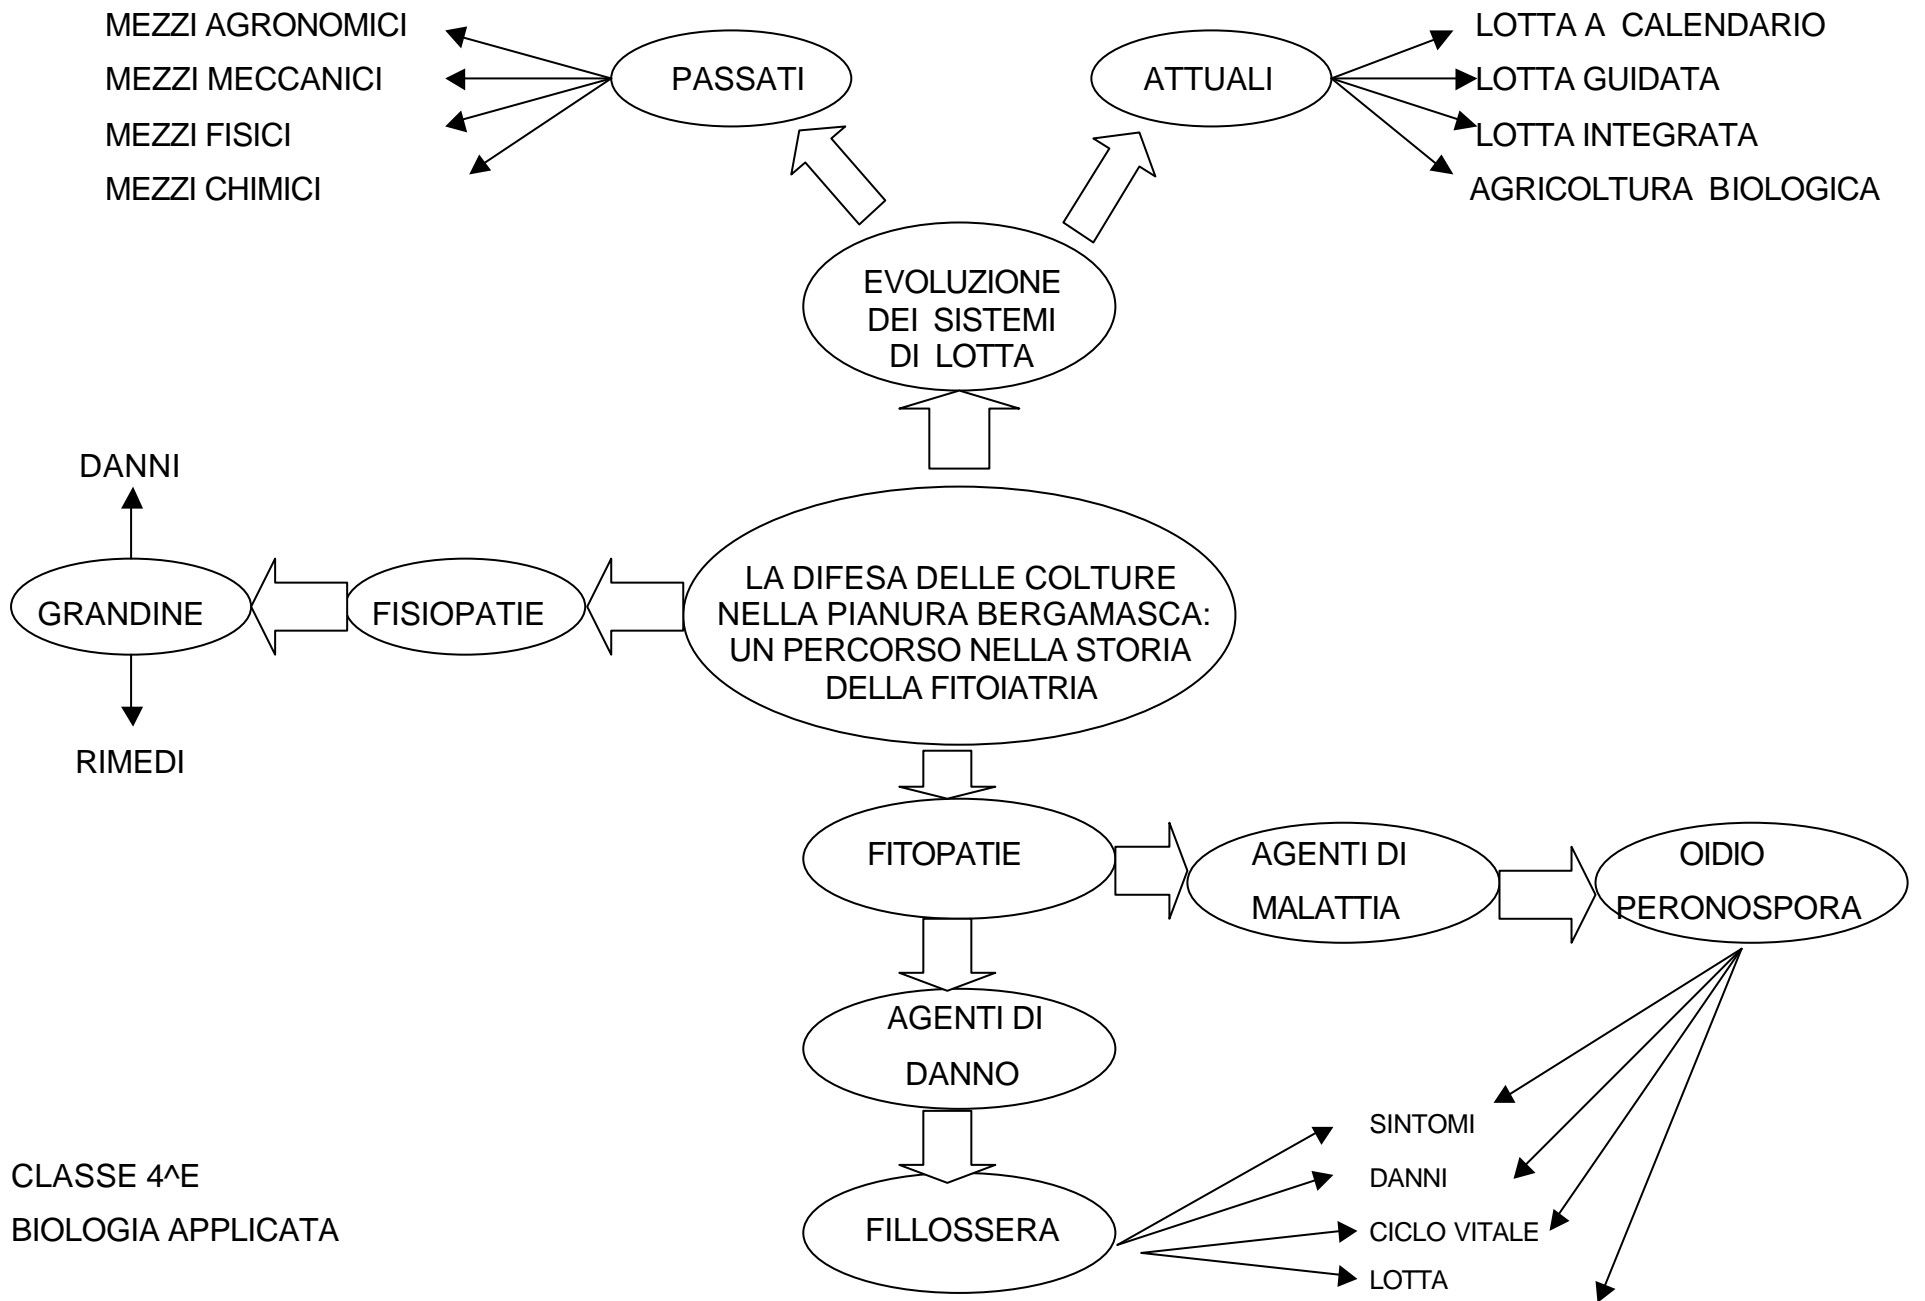 MEZZI AGRONOMICI
MEZZI MECCANICI
MEZZI FISICI
MEZZI CHIMICI
PASSATI
ATTUALI
LOTTA A CALENDARIO
LOTTA GUIDATA
LOTTA INTEGRATA
AGRICOLTURA BIOLOGICA
EVOLUZIONE
DEI SISTEMI
DI LOTTA
DANNI
GRANDINE
FISIOPATIE
RIMEDI
LA DIFESA DELLE COLTURE
NELLA PIANURA BERGAMASCA:
UN PERCORSO NELLA STORIA
DELLA FITOIATRIA
FITOPATIE
AGENTI DI
MALATTIA
OIDIO
PERONOSPORA
AGENTI DI
DANNO
FILLOSSERA
SINTOMI
DANNI
CICLO VITALE
LOTTA
CLASSE 4^E
BIOLOGIA APPLICATA